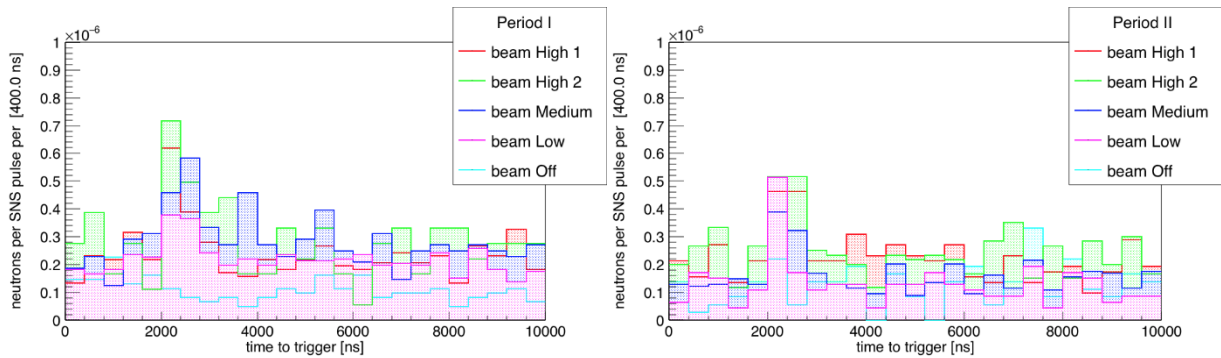 ×10⁻⁶
neutrons per SNS pulse per [400.0 ns]
1
0.9
0.8
0.7
0.6
0.5
0.4
0.3
0.2
0.1
0
0 2000 4000 6000 8000 10000
time to trigger [ns]
Period I
beam High 1
beam High 2
beam Medium
beam Low
beam Off
×10⁻⁶
neutrons per SNS pulse per [400.0 ns]
1
0.9
0.8
0.7
0.6
0.5
0.4
0.3
0.2
0.1
0
0 2000 4000 6000 8000 10000
time to trigger [ns]
Period II
beam High 1
beam High 2
beam Medium
beam Low
beam Off